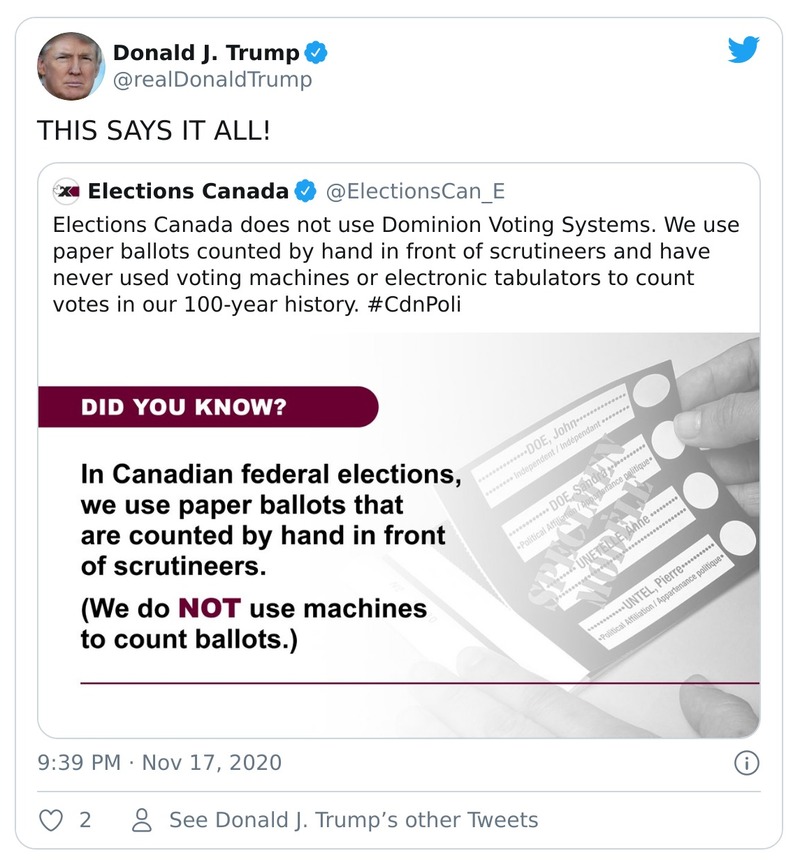 Donald J. Trump
@realDonaldTrump
THIS SAYS IT ALL!
Elections Canada @ElectionsCan_E
Elections Canada does not use Dominion Voting Systems. We use
paper ballots counted by hand in front of scrutineers and have
never used voting machines or electronic tabulators to count
votes in our 100-year history. #CdnPoli
DID YOU KNOW?
In Canadian federal elections,
we use paper ballots that
are counted by hand in front
of scrutineers.
(We do NOT use machines
to count ballots.)
DOE, John
Independent / Indépendant
DOE, Sandra
Political Affiliation / Appartenance politique
UNETELLE, Anne
UNTEL, Pierre
Political Affiliation / Appartenance politique
SPECIMEN
9:39 PM · Nov 17, 2020
2
See Donald J. Trump’s other Tweets